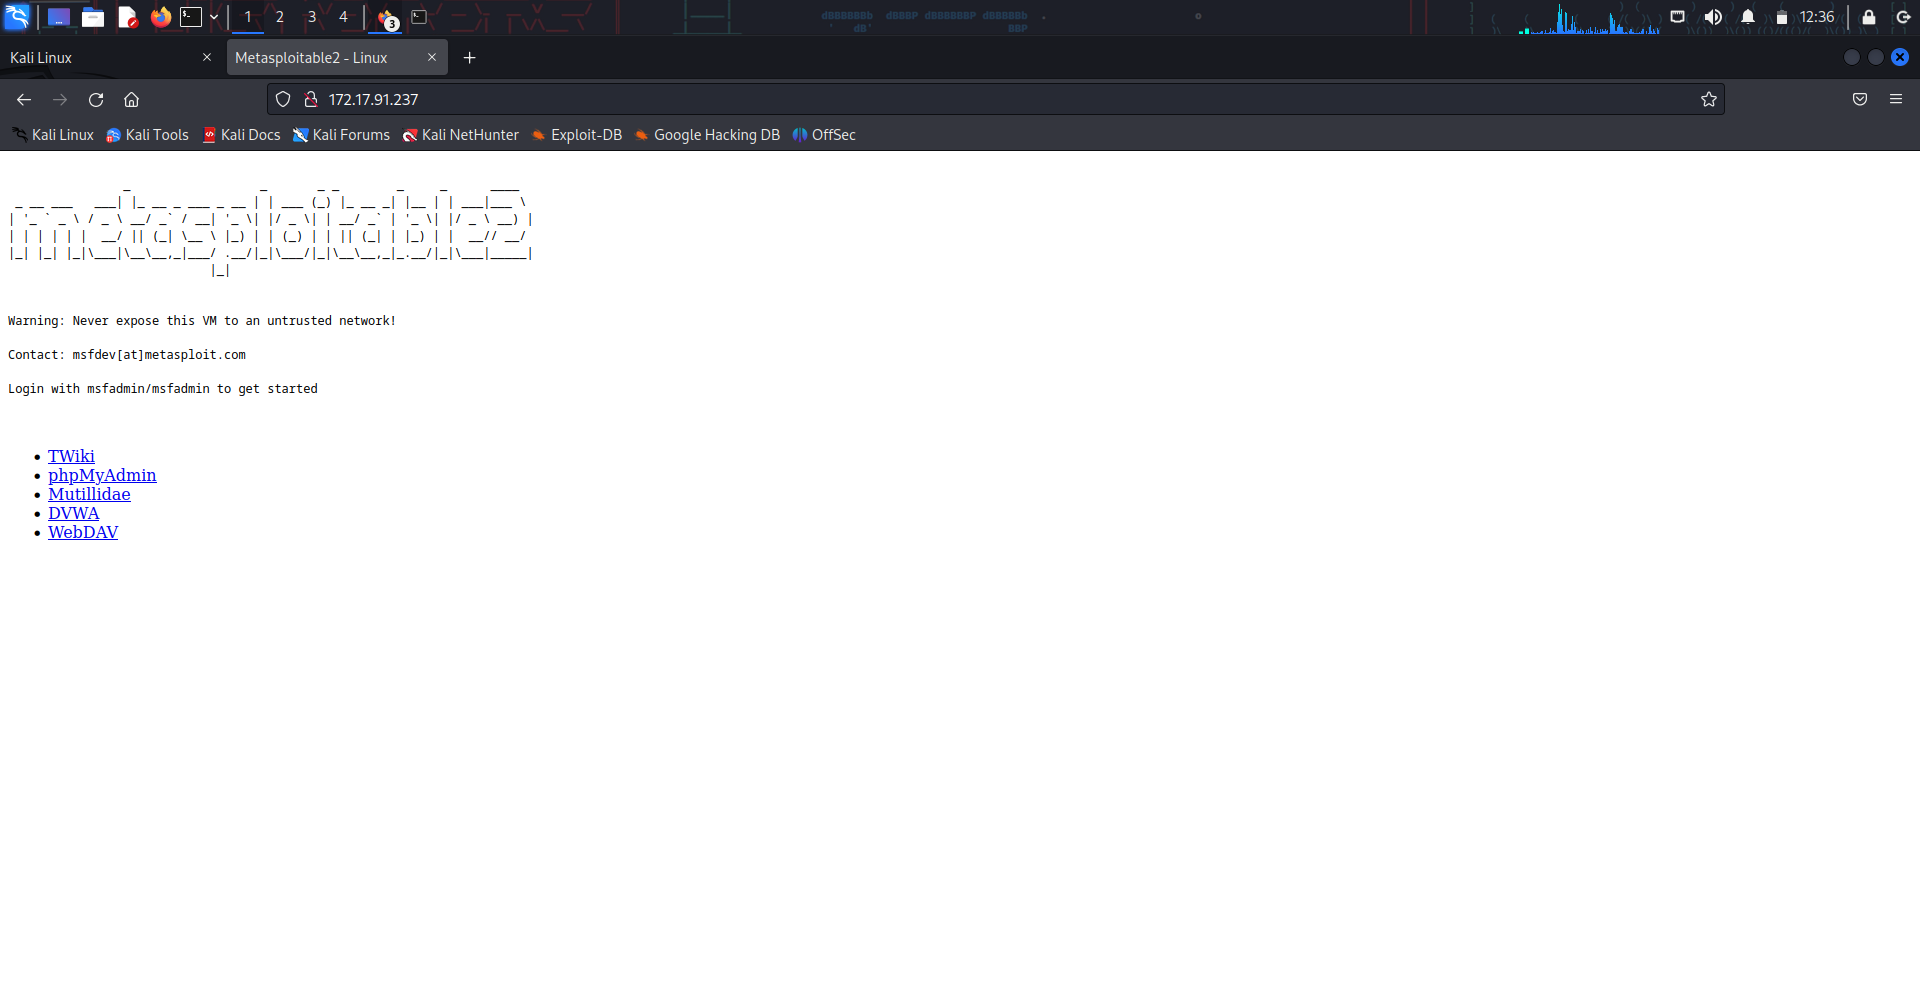 1 2 3 4 3 12:36
Kali Linux Metasploitable2 - Linux
172.17.91.237
Kali Linux Kali Tools Kali Docs Kali Forums Kali NetHunter Exploit-DB Google Hacking DB OffSec
metasploitable2
Warning: Never expose this VM to an untrusted network!
Contact: msfdev[at]metasploit.com
Login with msfadmin/msfadmin to get started
TWiki
phpMyAdmin
Mutillidae
DVWA
WebDAV